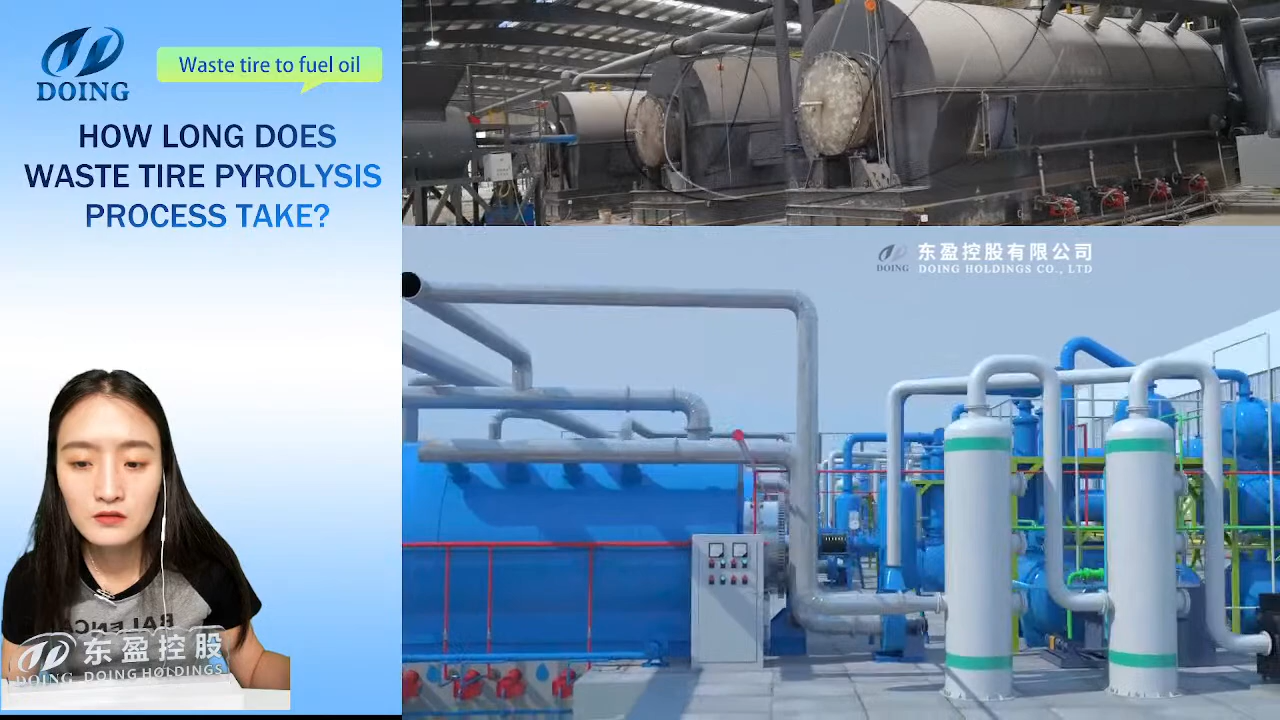 DOING
Waste tire to fuel oil
HOW LONG DOES
WASTE TIRE PYROLYSIS
PROCESS TAKE?
东盈控股有限公司
DOING
DOING HOLDINGS CO., LTD
东盈控股
DOING
DOING HOLDINGS